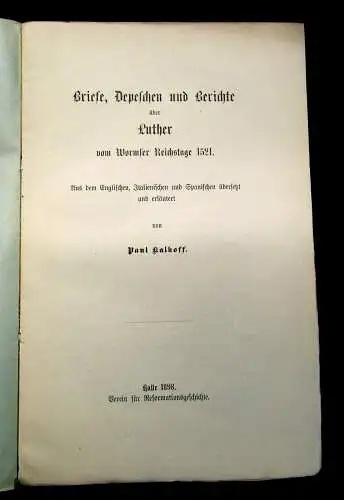 Briefe, Depeschen und Berichte
über
Luther
vom Wormser Reichstage 1521.
Aus dem Englischen, Italienischen und Spanischen übersetzt
und erläutert
von
Paul Kalkoff.
Halle 1898.
Verein für Reformationsgeschichte.